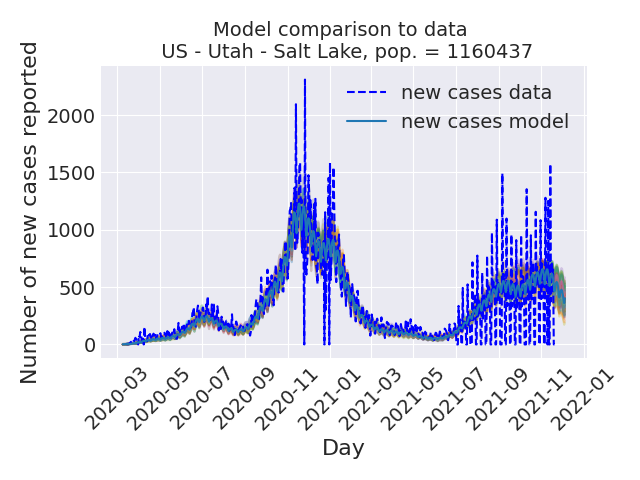 Model comparison to data
US - Utah - Salt Lake, pop. = 1160437
new cases data
new cases model
Number of new cases reported
2000
1500
1000
500
0
2020-03
2020-05
2020-07
2020-09
2020-11
2021-01
2021-03
2021-05
2021-07
2021-09
2021-11
2022-01
Day